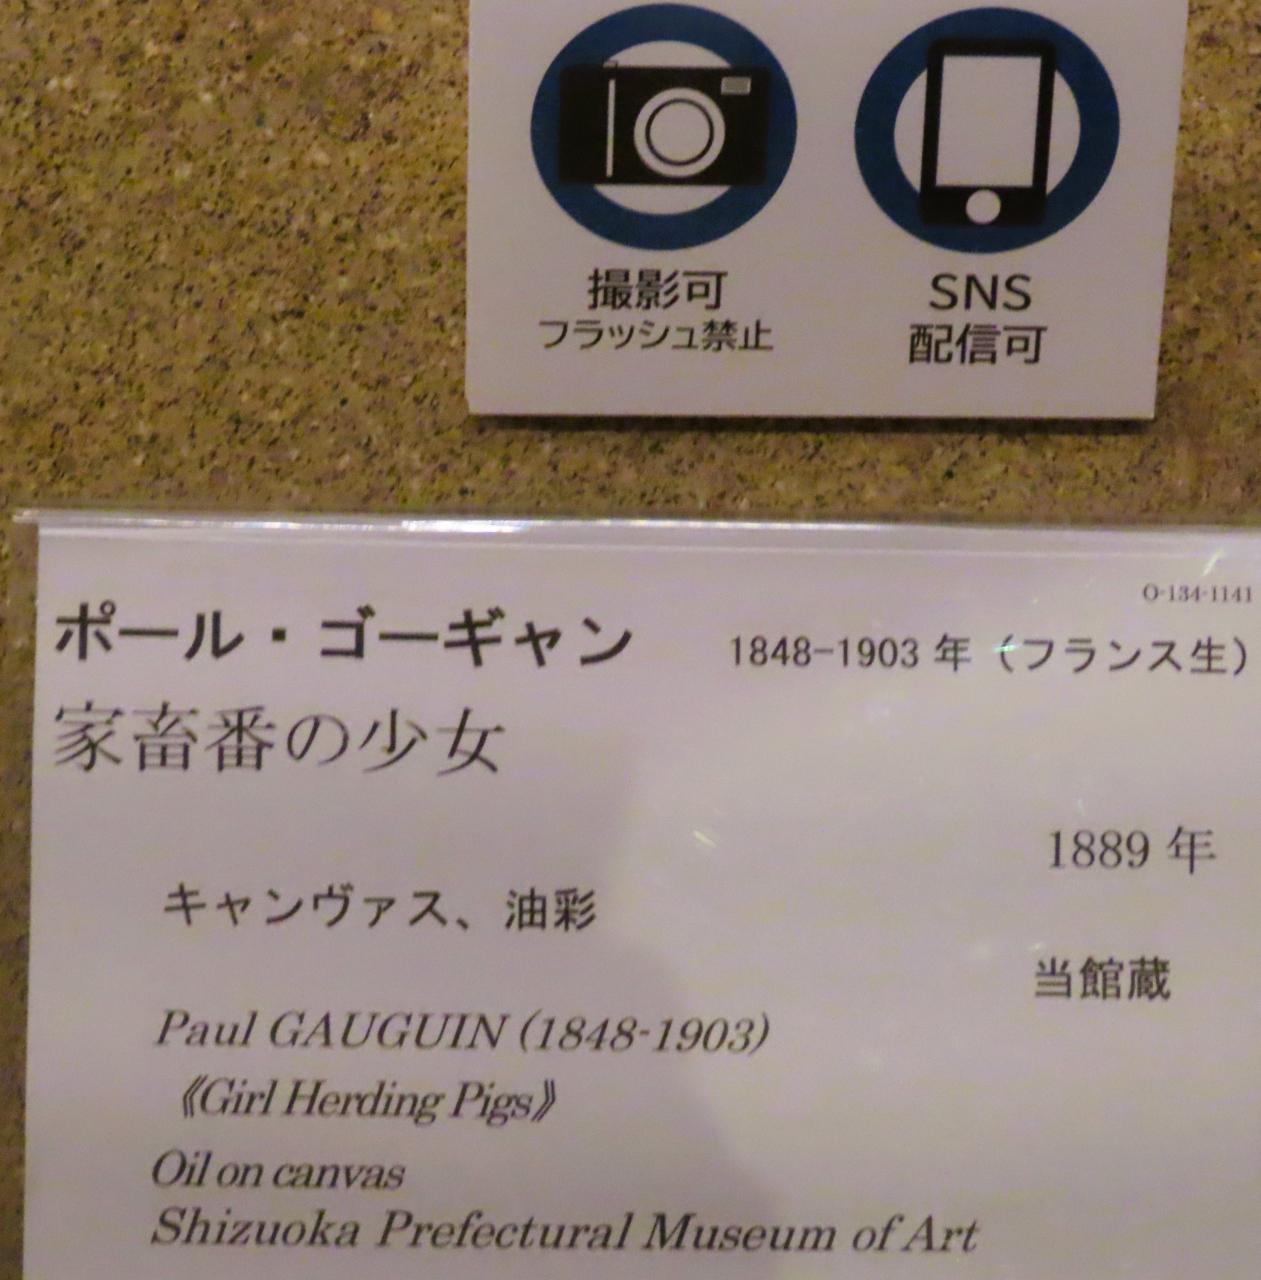 撮影可
フラッシュ禁止
SNS
配信可
O-134-1141
ポール・ゴーギャン 1848-1903 年（フランス生）
家畜番の少女
1889 年
キャンヴァス、油彩
当館蔵
Paul GAUGUIN (1848-1903)
《Girl Herding Pigs》
Oil on canvas
Shizuoka Prefectural Museum of Art